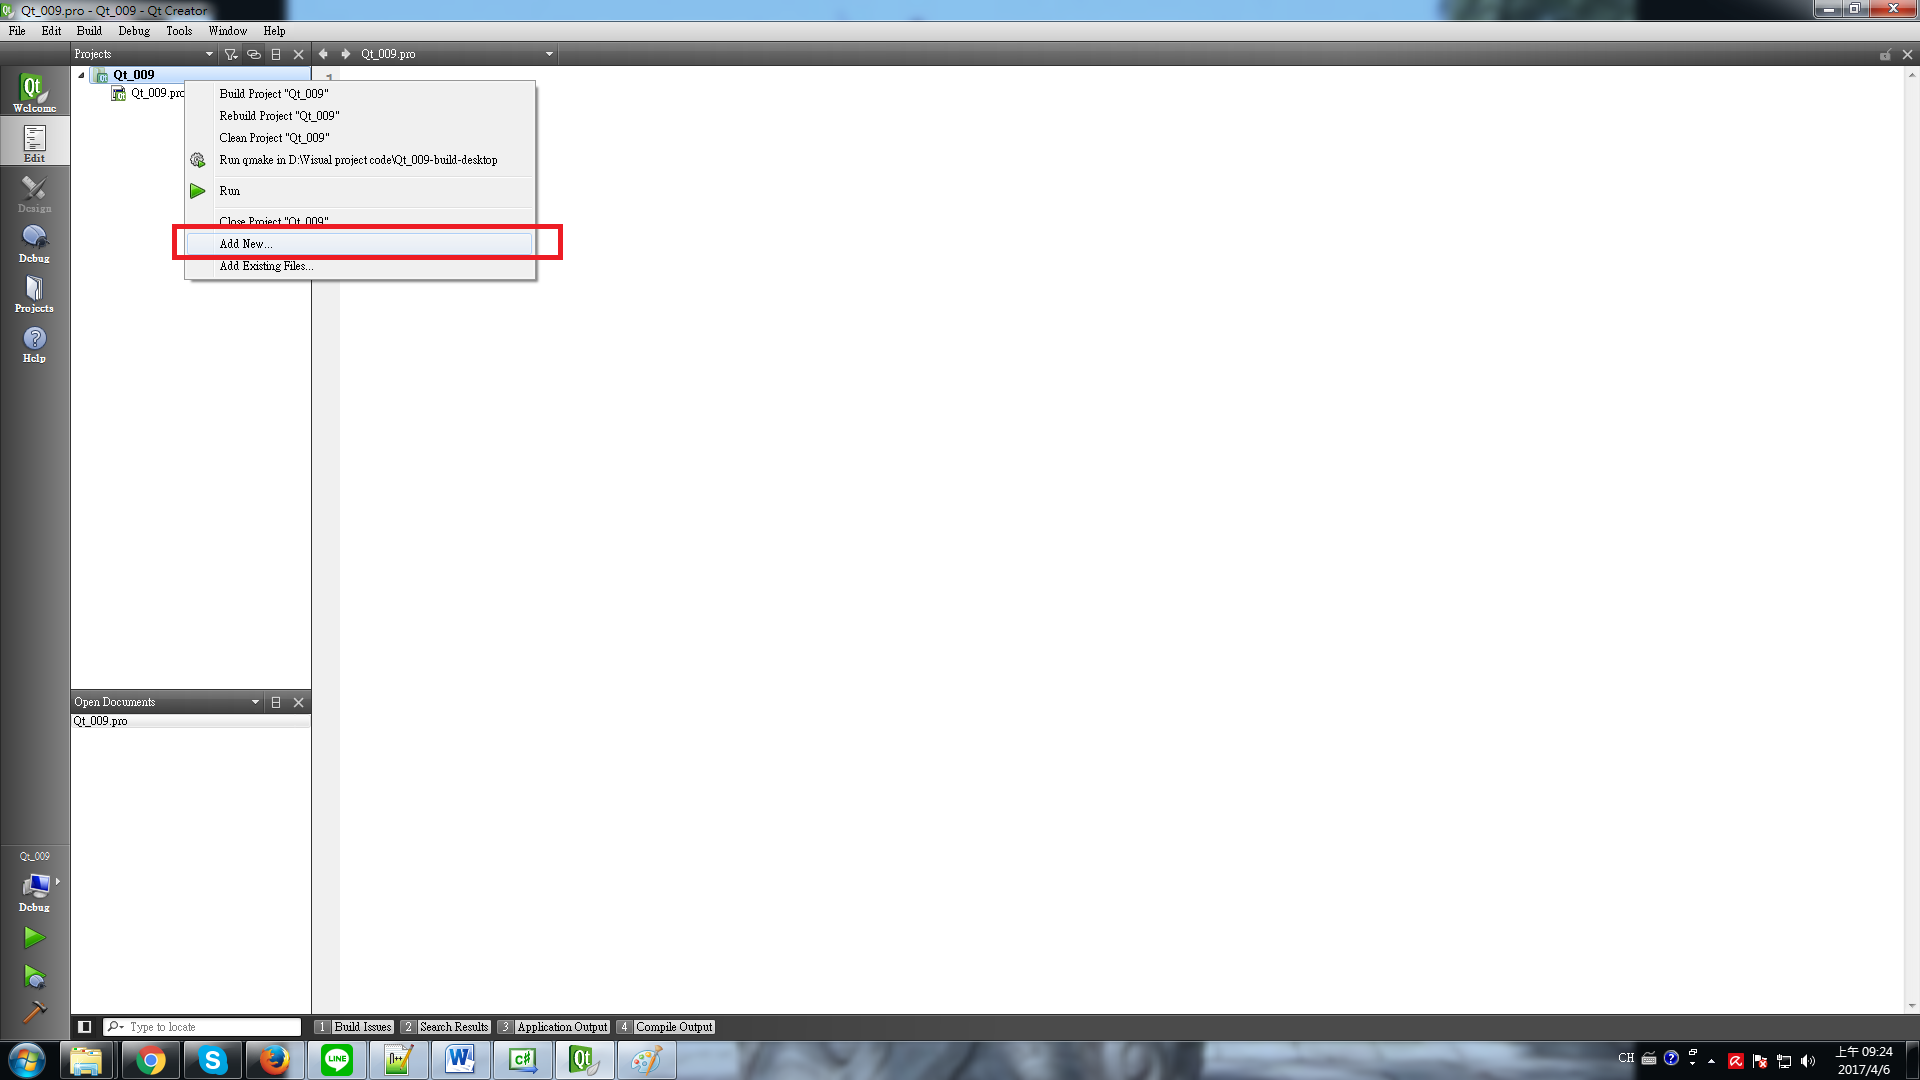 Qt_009.pro - Qt_009 - Qt Creator
File Edit Build Debug Tools Window Help
Projects
Qt_009.pro
Qt_009
Qt_009.pro
1
Welcome
Edit
Design
Debug
Projects
Help
Build Project "Qt_009"
Rebuild Project "Qt_009"
Clean Project "Qt_009"
Run qmake in D:\Visual project code\Qt_009-build-desktop
Run
Close Project "Qt_009"
Add New...
Add Existing Files...
Open Documents
Qt_009.pro
Qt_009
Debug
Type to locate
1 Build Issues 2 Search Results 3 Application Output 4 Compile Output
CH
上午 09:24
2017/4/6